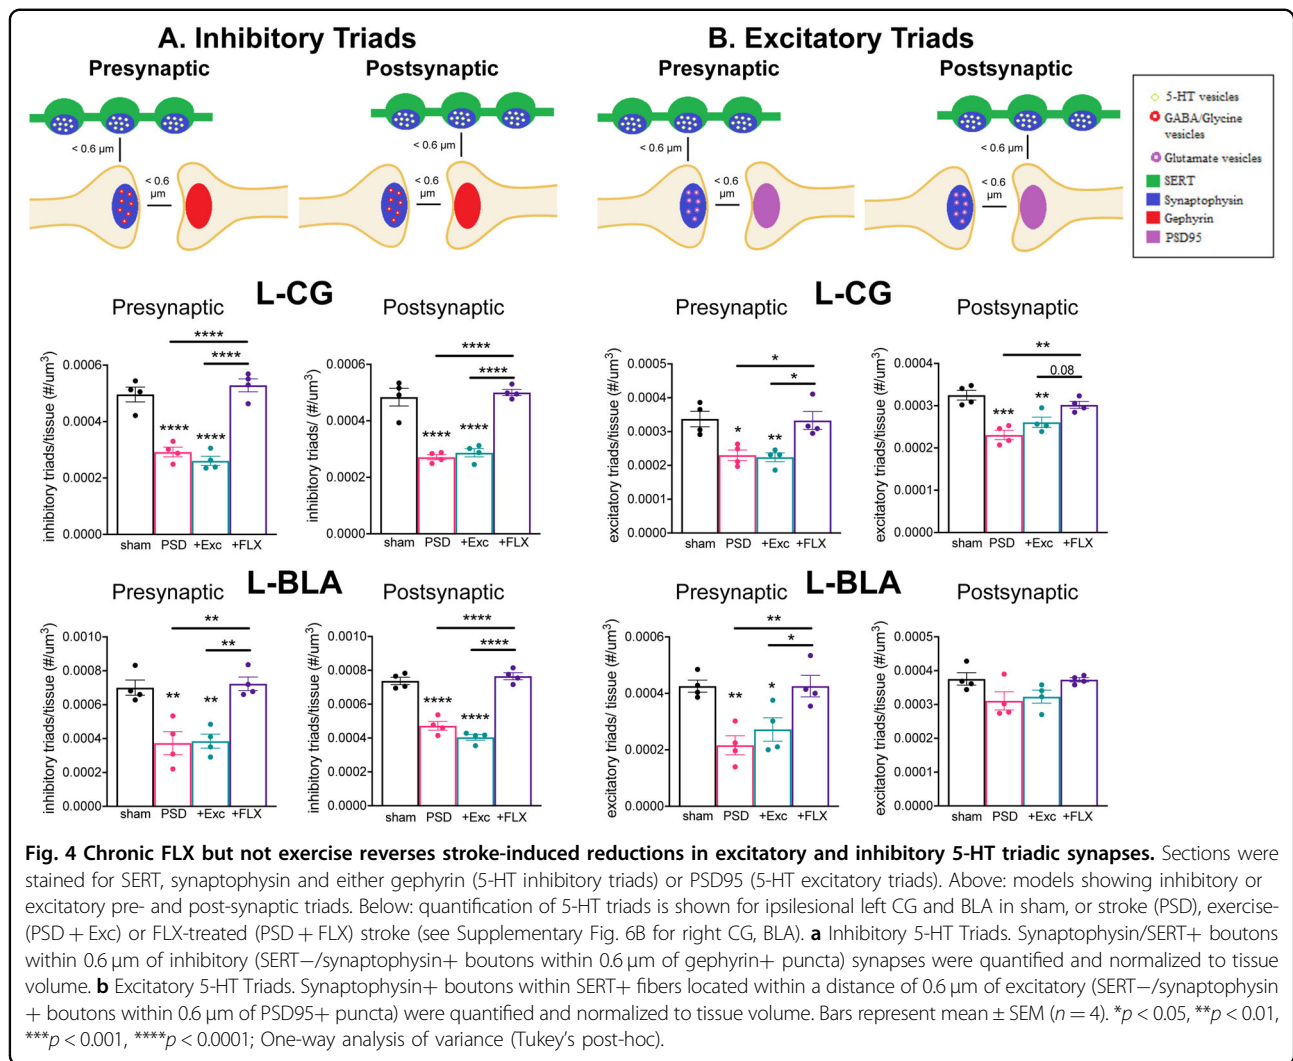 A. Inhibitory Triads
B. Excitatory Triads
Presynaptic
Postsynaptic
Presynaptic
Postsynaptic
< 0.6 µm
< 0.6
µm
< 0.6 µm
< 0.6
µm
< 0.6 µm
< 0.6
µm
< 0.6 µm
< 0.6
µm
5-HT vesicles
GABA/Glycine
vesicles
Glutamate vesicles
SERT
Synaptophysin
Gephyrin
PSD95
L-CG
Presynaptic
inhibitory triads/tissue (#/um³)
0.0006
0.0004
0.0002
0.0000
****
****
****
****
sham PSD +Exc +FLX
Postsynaptic
inhibitory triads/ (#/um³)
0.0006
0.0004
0.0002
0.0000
****
****
****
****
sham PSD +Exc +FLX
L-CG
Presynaptic
excitatory triads/tissue (#/um³)
0.0005
0.0004
0.0003
0.0002
0.0001
0.0000
*
*
*
**
sham PSD +Exc +FLX
Postsynaptic
excitatory triads/tissue (#/um³)
0.0004
0.0003
0.0002
0.0001
0.0000
**
0.08
***
**
sham PSD +Exc +FLX
L-BLA
Presynaptic
inhibitory triads/tissue (#/um³)
0.0010
0.0008
0.0006
0.0004
0.0002
0.0000
**
**
**
**
sham PSD +Exc +FLX
Postsynaptic
inhibitory triads/tissue (#/um³)
0.0010
0.0008
0.0006
0.0004
0.0002
0.0000
****
****
****
****
sham PSD +Exc +FLX
L-BLA
Presynaptic
excitatory triads/ tissue (#/um³)
0.0006
0.0004
0.0002
0.0000
**
*
**
*
sham PSD +Exc +FLX
Postsynaptic
excitatory triads/tissue (#/um³)
0.0005
0.0004
0.0003
0.0002
0.0001
0.0000
sham PSD +Exc +FLX
Fig. 4 Chronic FLX but not exercise reverses stroke-induced reductions in excitatory and inhibitory 5-HT triadic synapses. Sections were
stained for SERT, synaptophysin and either gephyrin (5-HT inhibitory triads) or PSD95 (5-HT excitatory triads). Above: models showing inhibitory or
excitatory pre- and post-synaptic triads. Below: quantification of 5-HT triads is shown for ipsilesional left CG and BLA in sham, or stroke (PSD), exercise-
(PSD + Exc) or FLX-treated (PSD + FLX) stroke (see Supplementary Fig. 6B for right CG, BLA). a Inhibitory 5-HT Triads. Synaptophysin/SERT+ boutons
within 0.6 µm of inhibitory (SERT−/synaptophysin+ boutons within 0.6 µm of gephyrin+ puncta) synapses were quantified and normalized to tissue
volume. b Excitatory 5-HT Triads. Synaptophysin+ boutons within SERT+ fibers located within a distance of 0.6 µm of excitatory (SERT−/synaptophysin
+ boutons within 0.6 µm of PSD95+ puncta) were quantified and normalized to tissue volume. Bars represent mean ± SEM (n = 4). *p < 0.05, **p < 0.01,
***p < 0.001, ****p < 0.0001; One-way analysis of variance (Tukey's post-hoc).